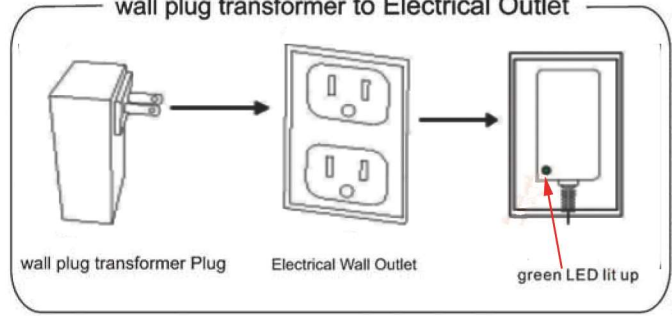 wall plug transformer to Electrical Outlet
wall plug transformer Plug
Electrical Wall Outlet
green LED lit up